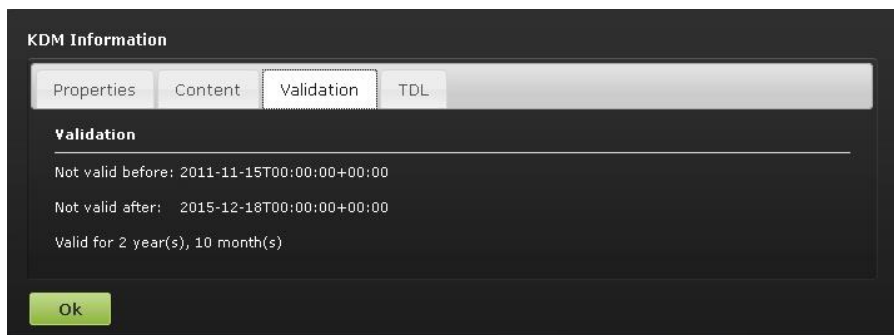 KDM Information
Properties Content Validation TDL
Validation
Not valid before: 2011-11-15T00:00:00+00:00
Not valid after: 2015-12-18T00:00:00+00:00
Valid for 2 year(s), 10 month(s)
Ok